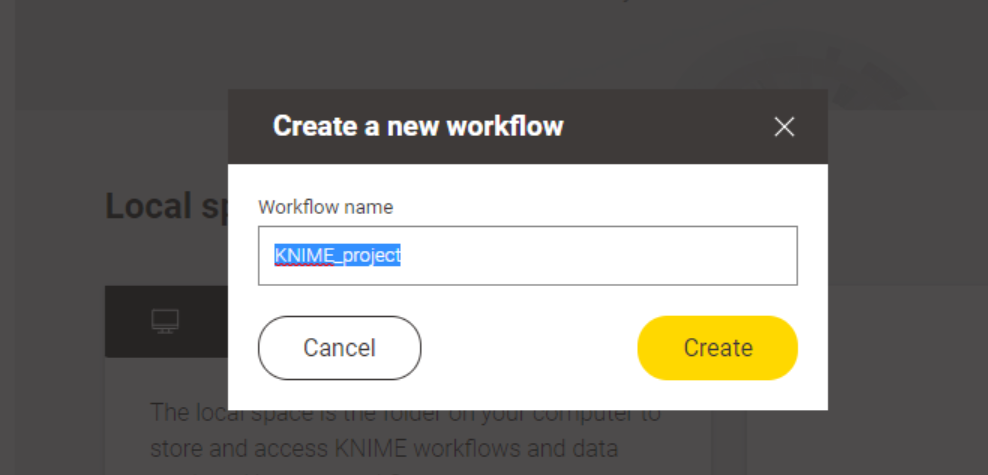 Create a new workflow
Local sp
Workflow name
KNIME_project
Cancel
Create
The local space is the folder on your computer to
store and access KNIME workflows and data